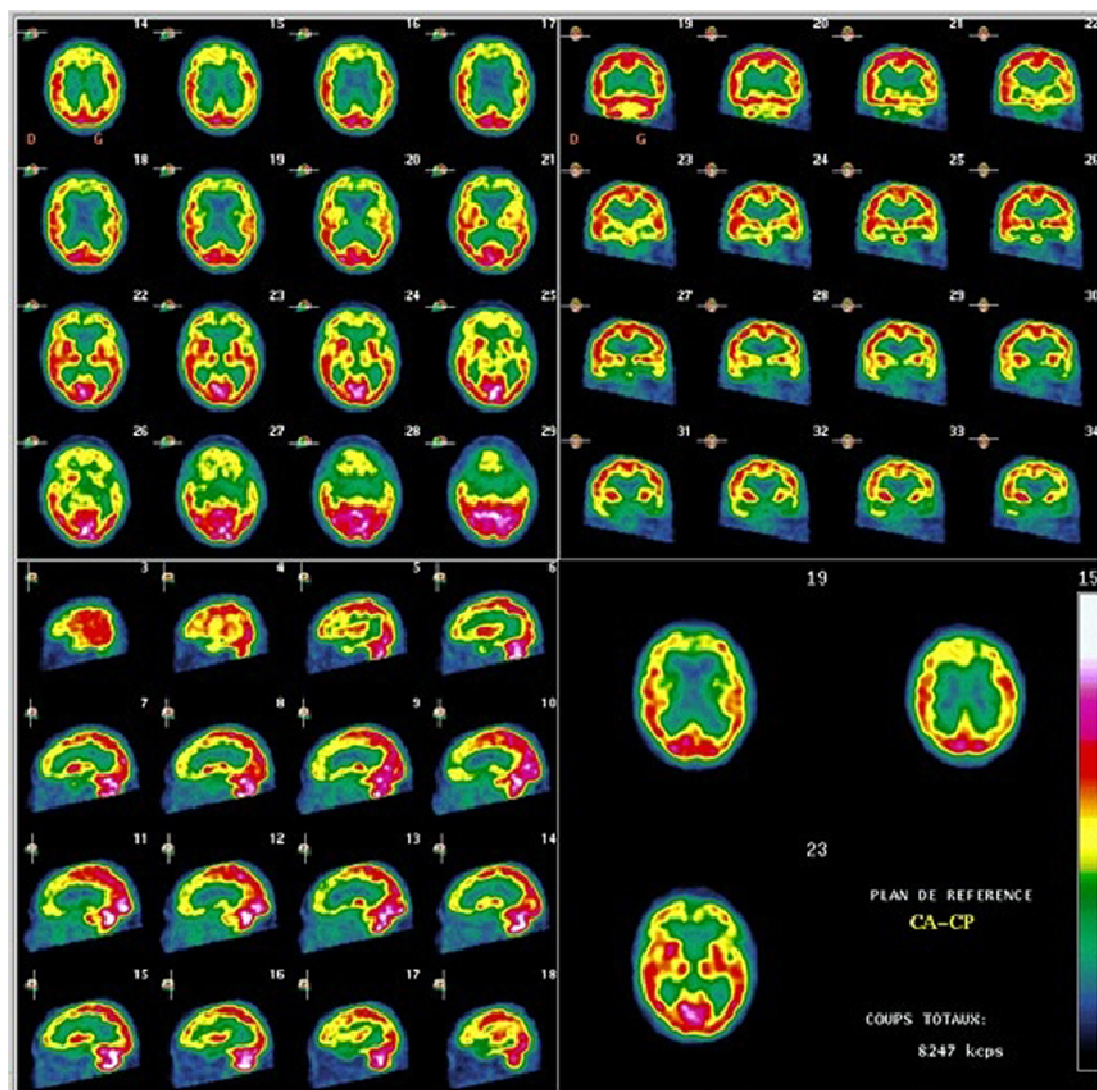 14 15 16 17
D G
18 19 20 21
22 23 24 25
26 27 28 29
19 20 21 22
D G
23 24 25 26
27 28 29 30
31 32 33 34
3 4 5 6
7 8 9 10
11 12 13 14
15 16 17 18
19 15
23
PLAN DE REFERENCE
CA-CP
COUPS TOTAUX:
8247 kcps